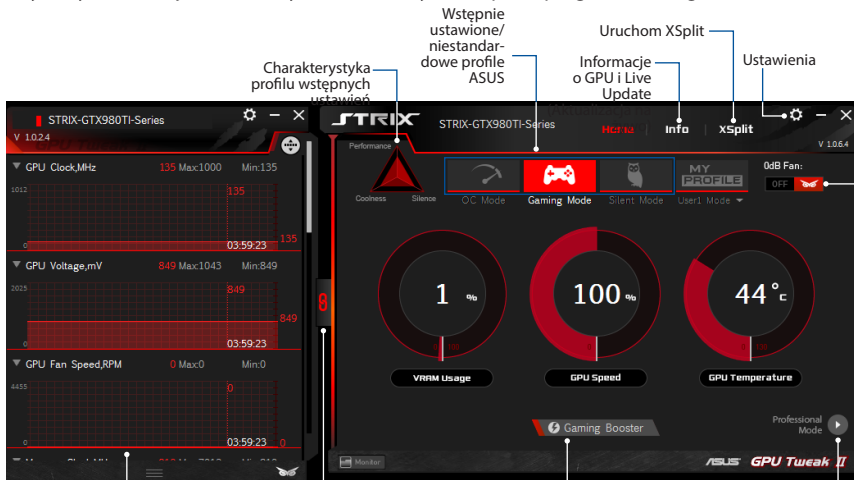 Wstępnie
ustawione/
niestandar-
dowe profile
ASUS
Uruchom XSplit
Charakterystyka
profilu wstępnych
ustawień
Informacje
o GPU i Live
Update
Ustawienia
STRIX-GTX980TI-Series
V 1.0.2.4
GPU Clock,MHz 135 Max:1000 Min:135
1012
135
135
0
03:59:23
GPU Voltage,mV 849 Max:1043 Min:849
2025
849
849
0
03:59:23
GPU Fan Speed,RPM 0 Max:0 Min:0
4455
0
0
03:59:23
0
STRIX
STRIX-GTX980TI-Series
Home | Info | XSplit
V 1.0.6.4
Performance
Coolness
Silence
OC Mode
Gaming Mode
Silent Mode
MY
PROFILE
User1 Mode
0dB Fan:
OFF
1 %
0 100
VRAM Usage
100 %
0
GPU Speed
44 °c
0
GPU Temperature
Gaming Booster
Professional
Mode
Monitor
ASUS GPU Tweak II